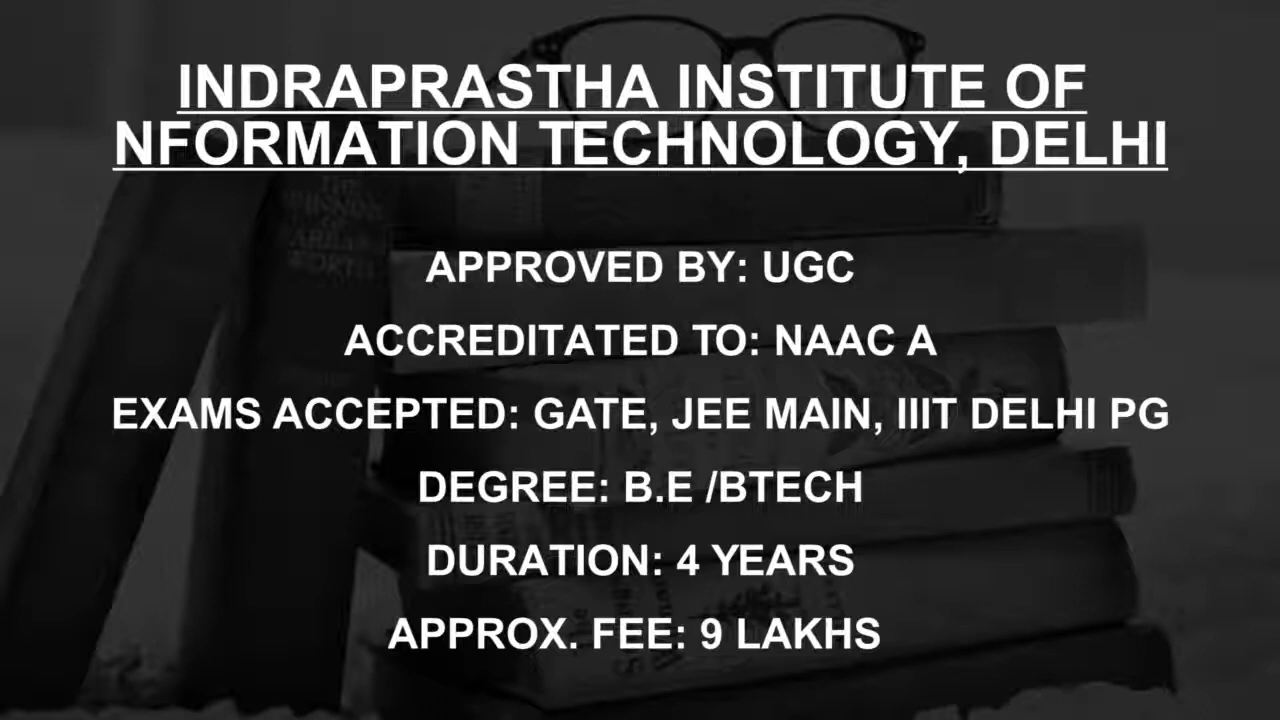 INDRAPRASTHA INSTITUTE OF
NFORMATION TECHNOLOGY, DELHI
APPROVED BY: UGC
ACCREDITATED TO: NAAC A
EXAMS ACCEPTED: GATE, JEE MAIN, IIIT DELHI PG
DEGREE: B.E /BTECH
DURATION: 4 YEARS
APPROX. FEE: 9 LAKHS